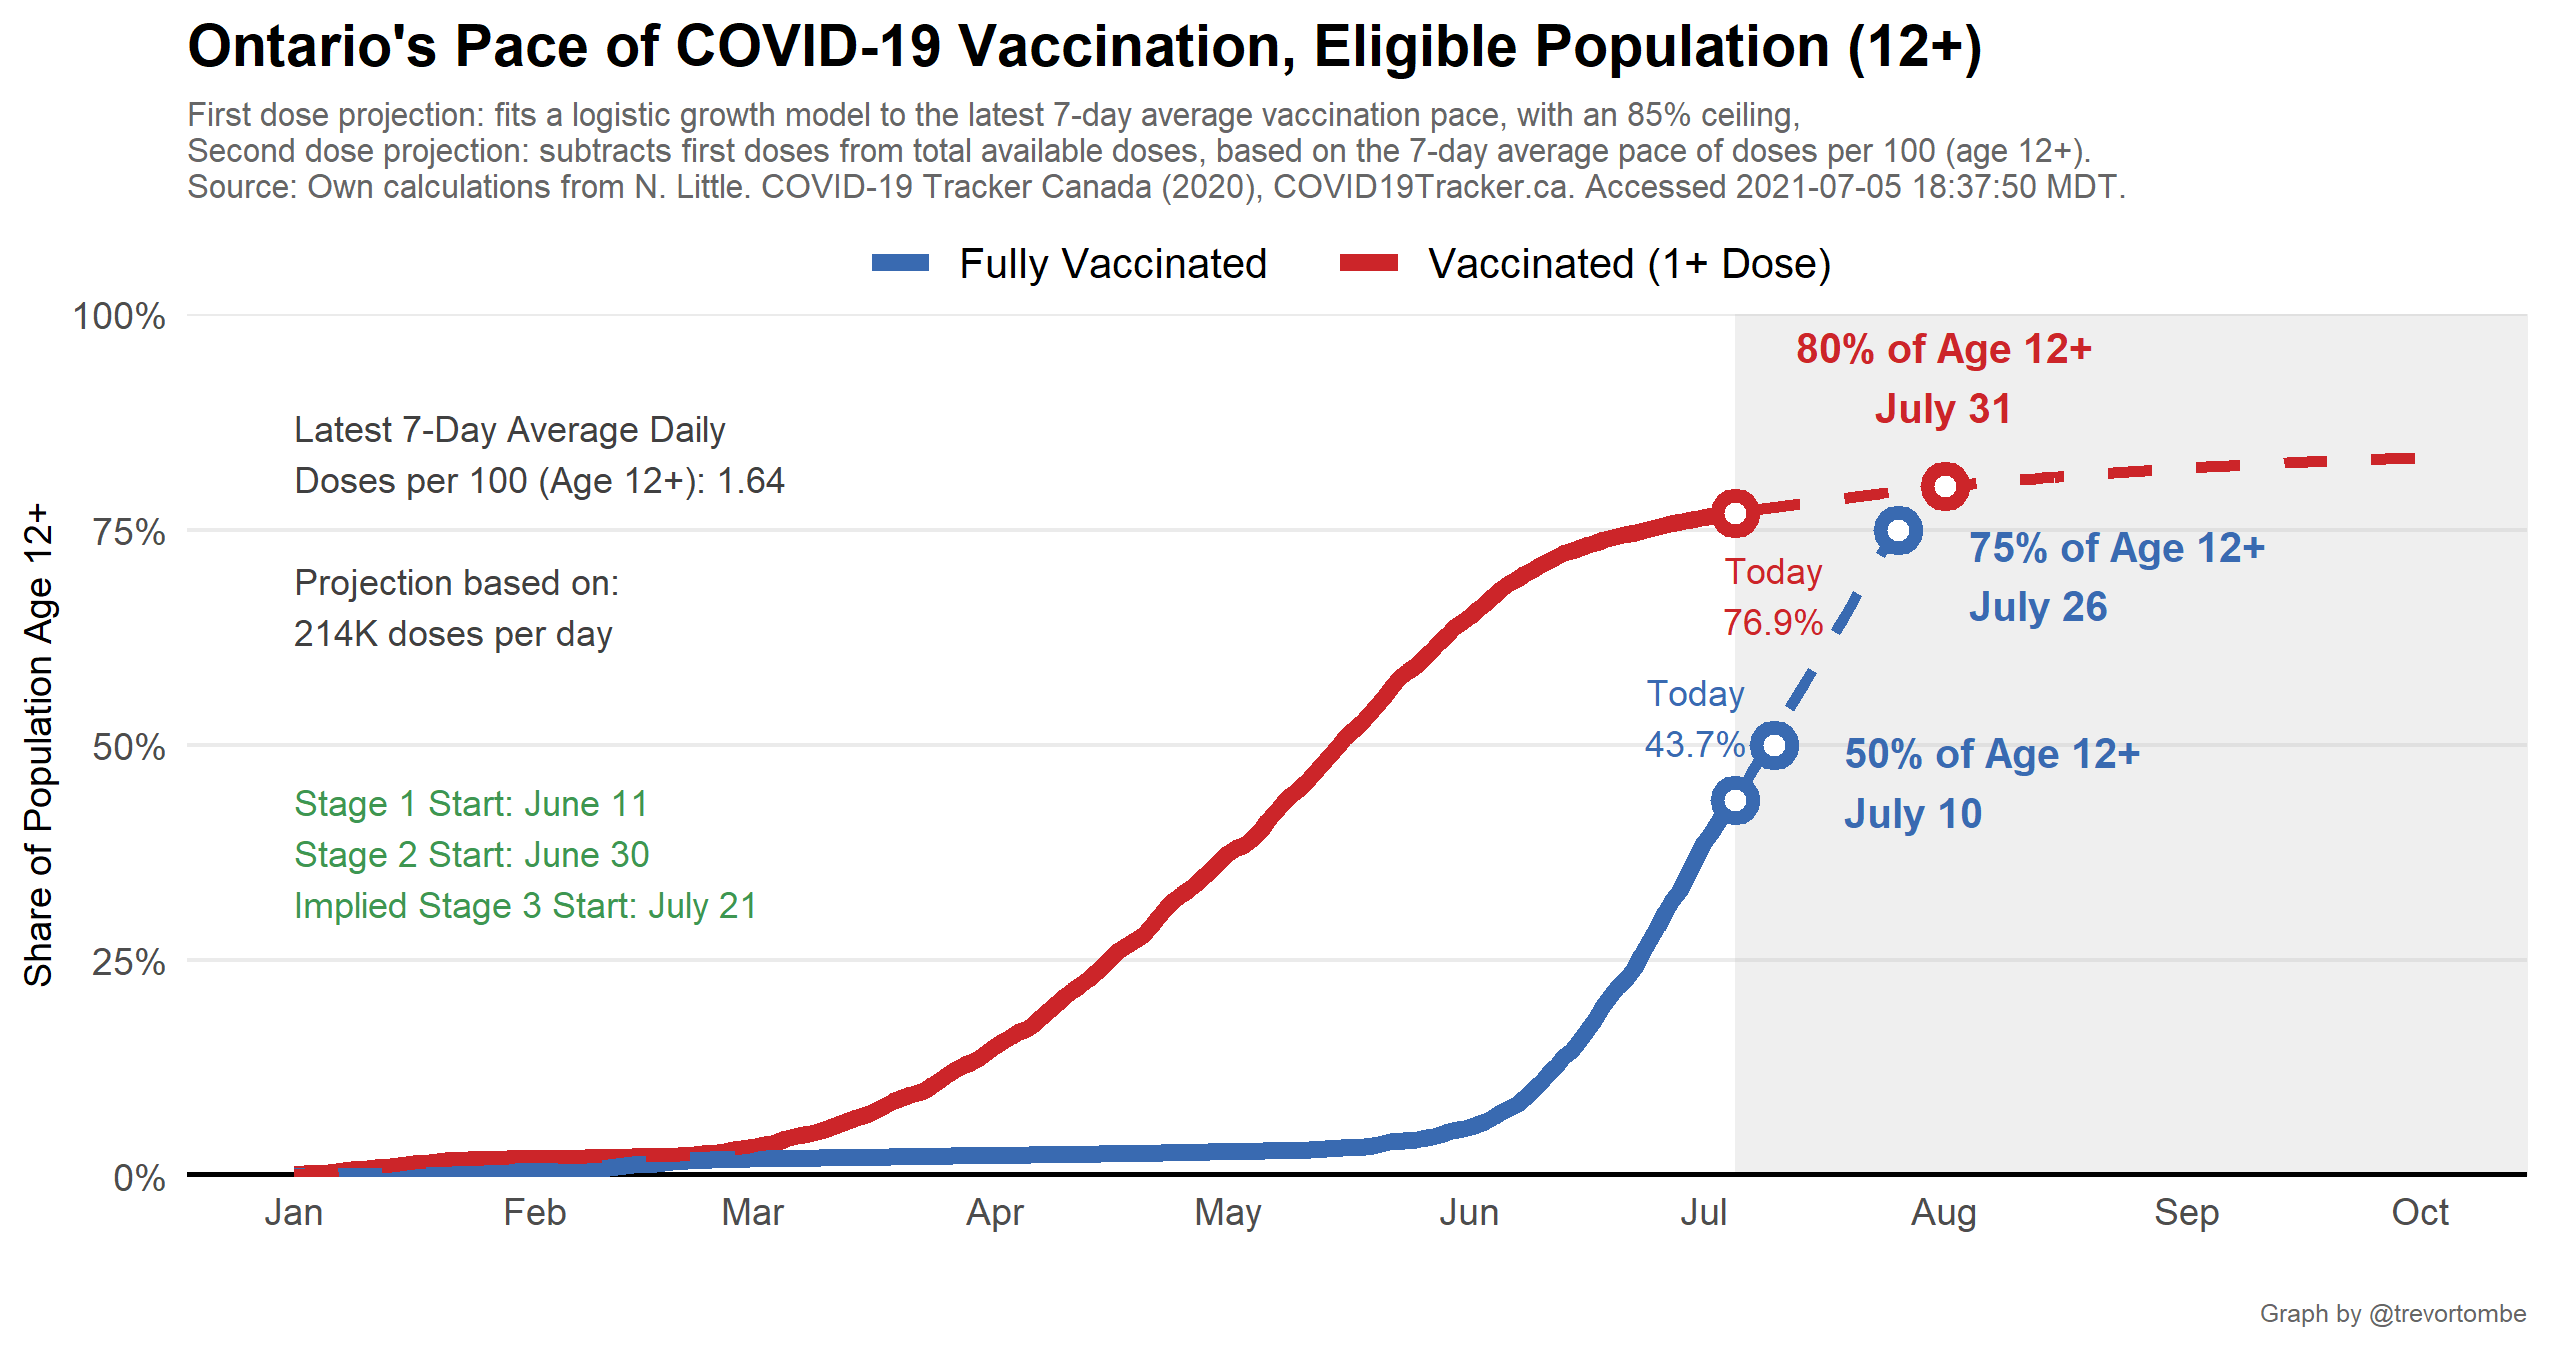 Ontario's Pace of COVID-19 Vaccination, Eligible Population (12+)
First dose projection: fits a logistic growth model to the latest 7-day average vaccination pace, with an 85% ceiling,
Second dose projection: subtracts first doses from total available doses, based on the 7-day average pace of doses per 100 (age 12+).
Source: Own calculations from N. Little. COVID-19 Tracker Canada (2020), COVID19Tracker.ca. Accessed 2021-07-05 18:37:50 MDT.
Fully Vaccinated
Vaccinated (1+ Dose)
Share of Population Age 12+
100%
75%
50%
25%
0%
Latest 7-Day Average Daily
Doses per 100 (Age 12+): 1.64
Projection based on:
214K doses per day
Stage 1 Start: June 11
Stage 2 Start: June 30
Implied Stage 3 Start: July 21
80% of Age 12+
July 31
Today
76.9%
75% of Age 12+
July 26
Today
43.7%
50% of Age 12+
July 10
Jan
Feb
Mar
Apr
May
Jun
Jul
Aug
Sep
Oct
Graph by @trevortombe